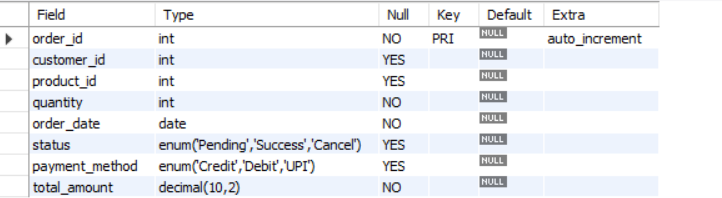 Field Type Null Key Default Extra
order_id int NO PRI NULL auto_increment
customer_id int YES NULL
product_id int YES NULL
quantity int NO NULL
order_date date NO NULL
status enum('Pending','Success','Cancel') YES NULL
payment_method enum('Credit','Debit','UPI') YES NULL
total_amount decimal(10,2) NO NULL